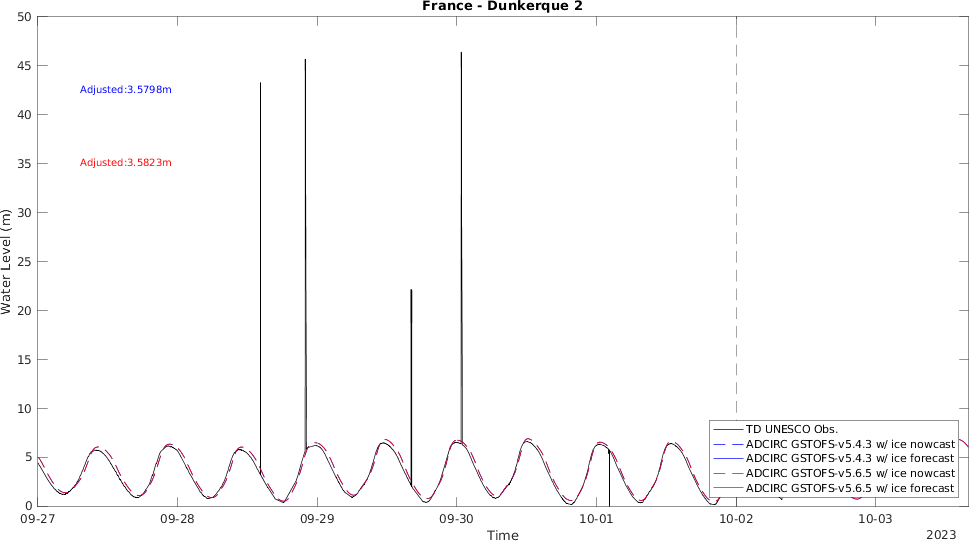 France - Dunkerque 2
50
45
40
35
30
25
20
15
10
5
0
Water Level (m)
Adjusted:3.5798m
Adjusted:3.5823m
TD UNESCO Obs.
ADCIRC GSTOFS-v5.4.3 w/ ice nowcast
ADCIRC GSTOFS-v5.4.3 w/ ice forecast
ADCIRC GSTOFS-v5.6.5 w/ ice nowcast
ADCIRC GSTOFS-v5.6.5 w/ ice forecast
09-27 09-28 09-29 09-30 10-01 10-02 10-03
Time
2023